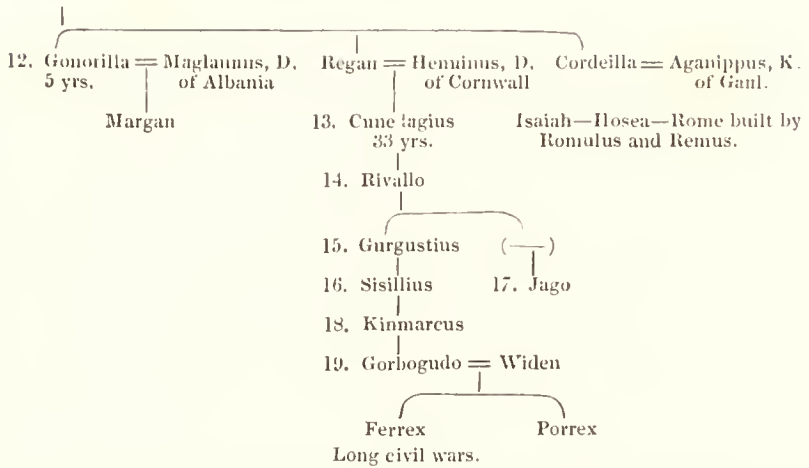 12. Gonorilla = Maglaunus, D. Regan = Henuinus, D. Cordeilla = Aganippus, K.
5 yrs. of Albania of Cornwall of Gaul.
Margan 13. Cunedagius Isaiah—Hosea—Rome built by
33 yrs. Romulus and Remus.
14. Rivallo
15. Gurgustius (—)
16. Sisillius 17. Jago
18. Kinmarcus
19. Gorbogudo = Widen
Ferrex Porrex
Long civil wars.